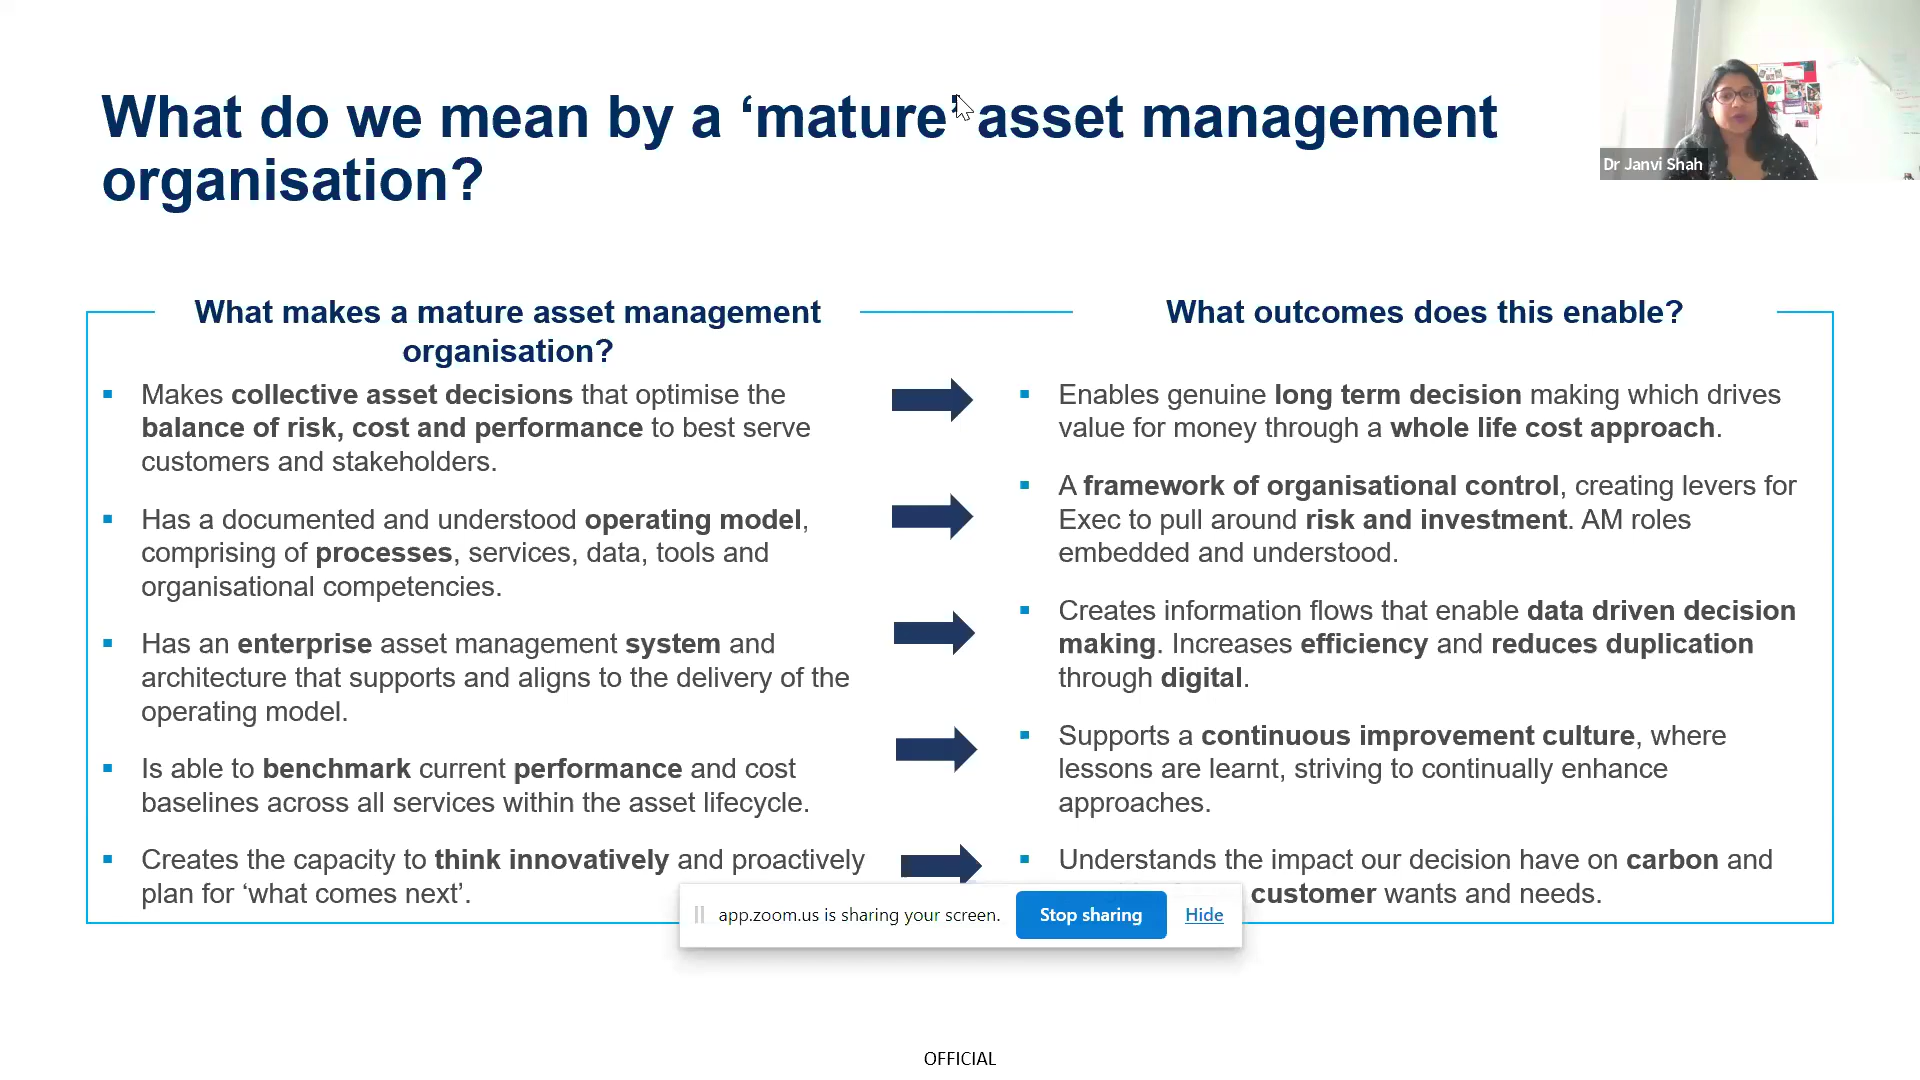 What do we mean by a ‘mature’ asset management
organisation?
Dr Janvi Shah
What makes a mature asset management
organisation?
Makes collective asset decisions that optimise the
balance of risk, cost and performance to best serve
customers and stakeholders.
Has a documented and understood operating model,
comprising of processes, services, data, tools and
organisational competencies.
Has an enterprise asset management system and
architecture that supports and aligns to the delivery of the
operating model.
Is able to benchmark current performance and cost
baselines across all services within the asset lifecycle.
Creates the capacity to think innovatively and proactively
plan for ‘what comes next’.
What outcomes does this enable?
Enables genuine long term decision making which drives
value for money through a whole life cost approach.
A framework of organisational control, creating levers for
Exec to pull around risk and investment. AM roles
embedded and understood.
Creates information flows that enable data driven decision
making. Increases efficiency and reduces duplication
through digital.
Supports a continuous improvement culture, where
lessons are learnt, striving to continually enhance
approaches.
Understands the impact our decision have on carbon and
customer wants and needs.
app.zoom.us is sharing your screen.
Stop sharing
Hide
OFFICIAL